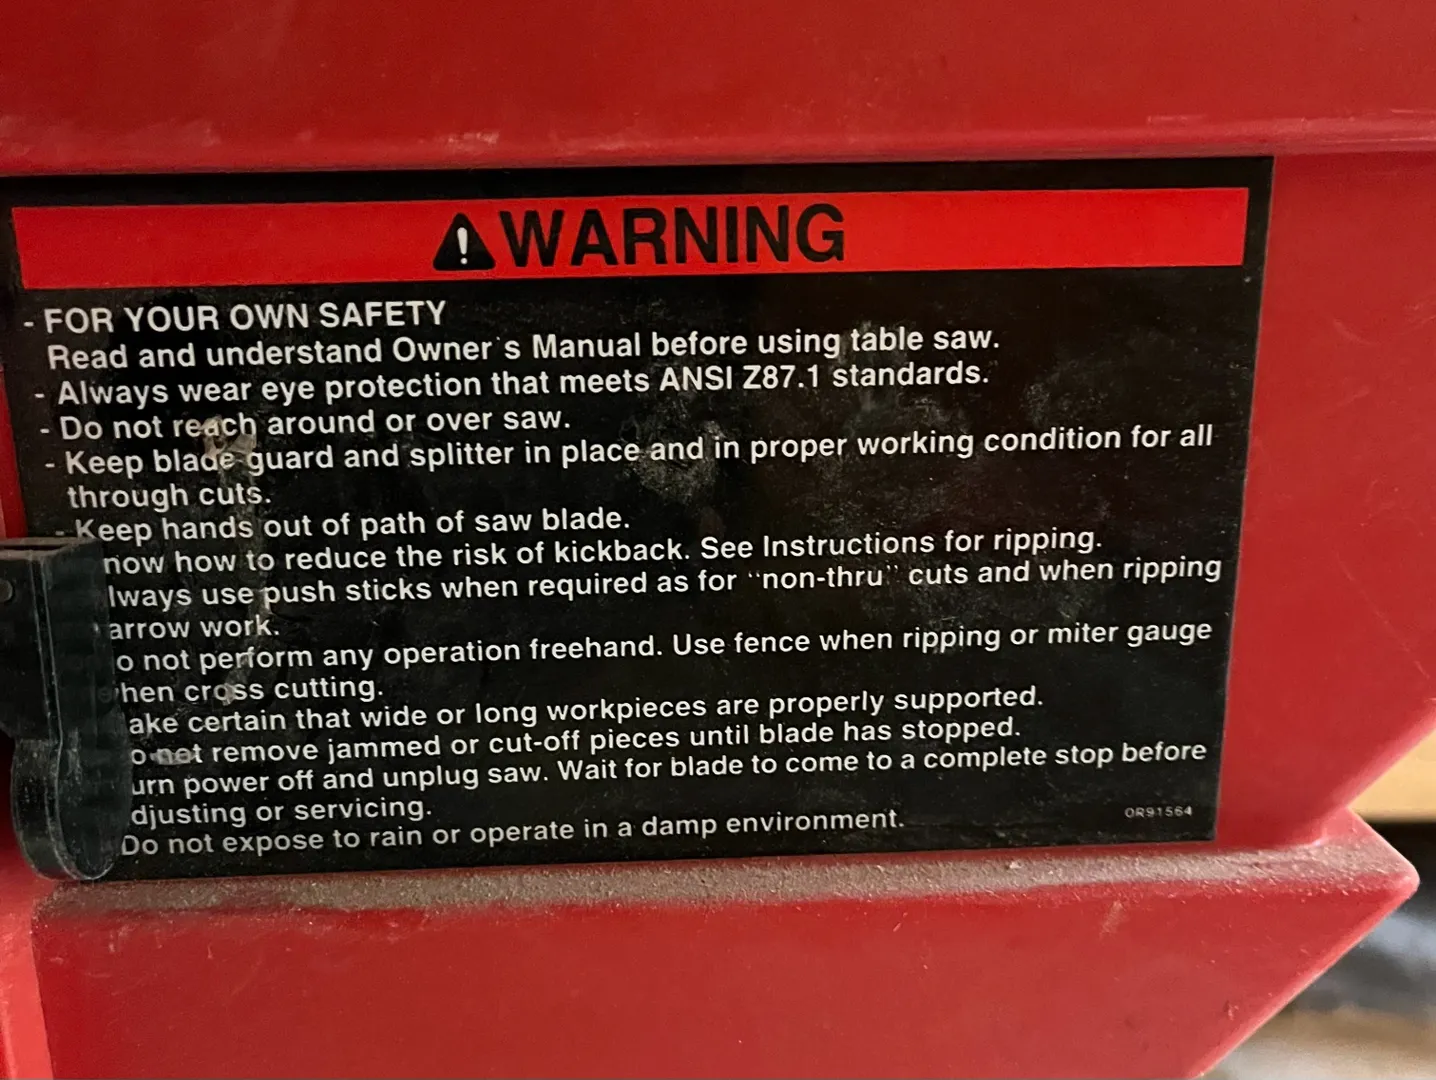 WARNING
- FOR YOUR OWN SAFETY
Read and understand Owner's Manual before using table saw.
- Always wear eye protection that meets ANSI Z87.1 standards.
- Do not reach around or over saw.
- Keep blade guard and splitter in place and in proper working condition for all
through cuts.
- Keep hands out of path of saw blade.
now how to reduce the risk of kickback. See Instructions for ripping.
lways use push sticks when required as for "non-thru" cuts and when ripping
arrow work.
o not perform any operation freehand. Use fence when ripping or miter gauge
hen cross cutting.
ake certain that wide or long workpieces are properly supported.
o not remove jammed or cut-off pieces until blade has stopped.
urn power off and unplug saw. Wait for blade to come to a complete stop before
djusting or servicing.
Do not expose to rain or operate in a damp environment.
OR91564